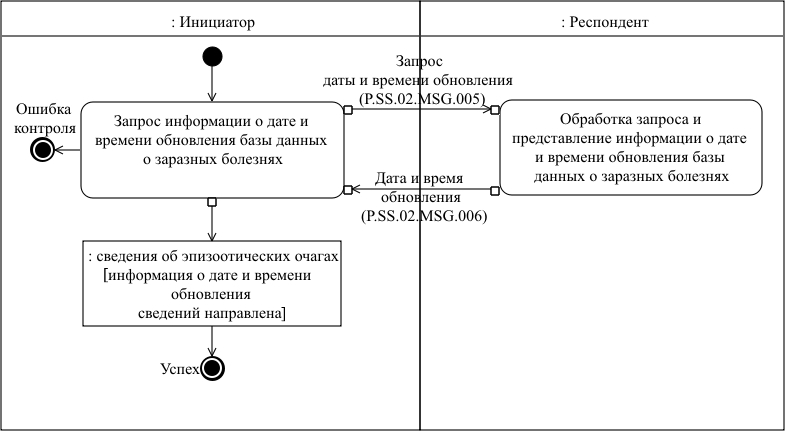 : Инициатор
: Респондент
Запрос
даты и времени обновления
(P.SS.02.MSG.005)
Ошибка
контроля
Запрос информации о дате и
времени обновления базы данных
о заразных болезнях
Обработка запроса и
представление информации о дате
и времени обновления базы
данных о заразных болезнях
Дата и время
обновления
(P.SS.02.MSG.006)
: сведения об эпизоотических очагах
[информация о дате и времени
обновления
сведений направлена]
Успех